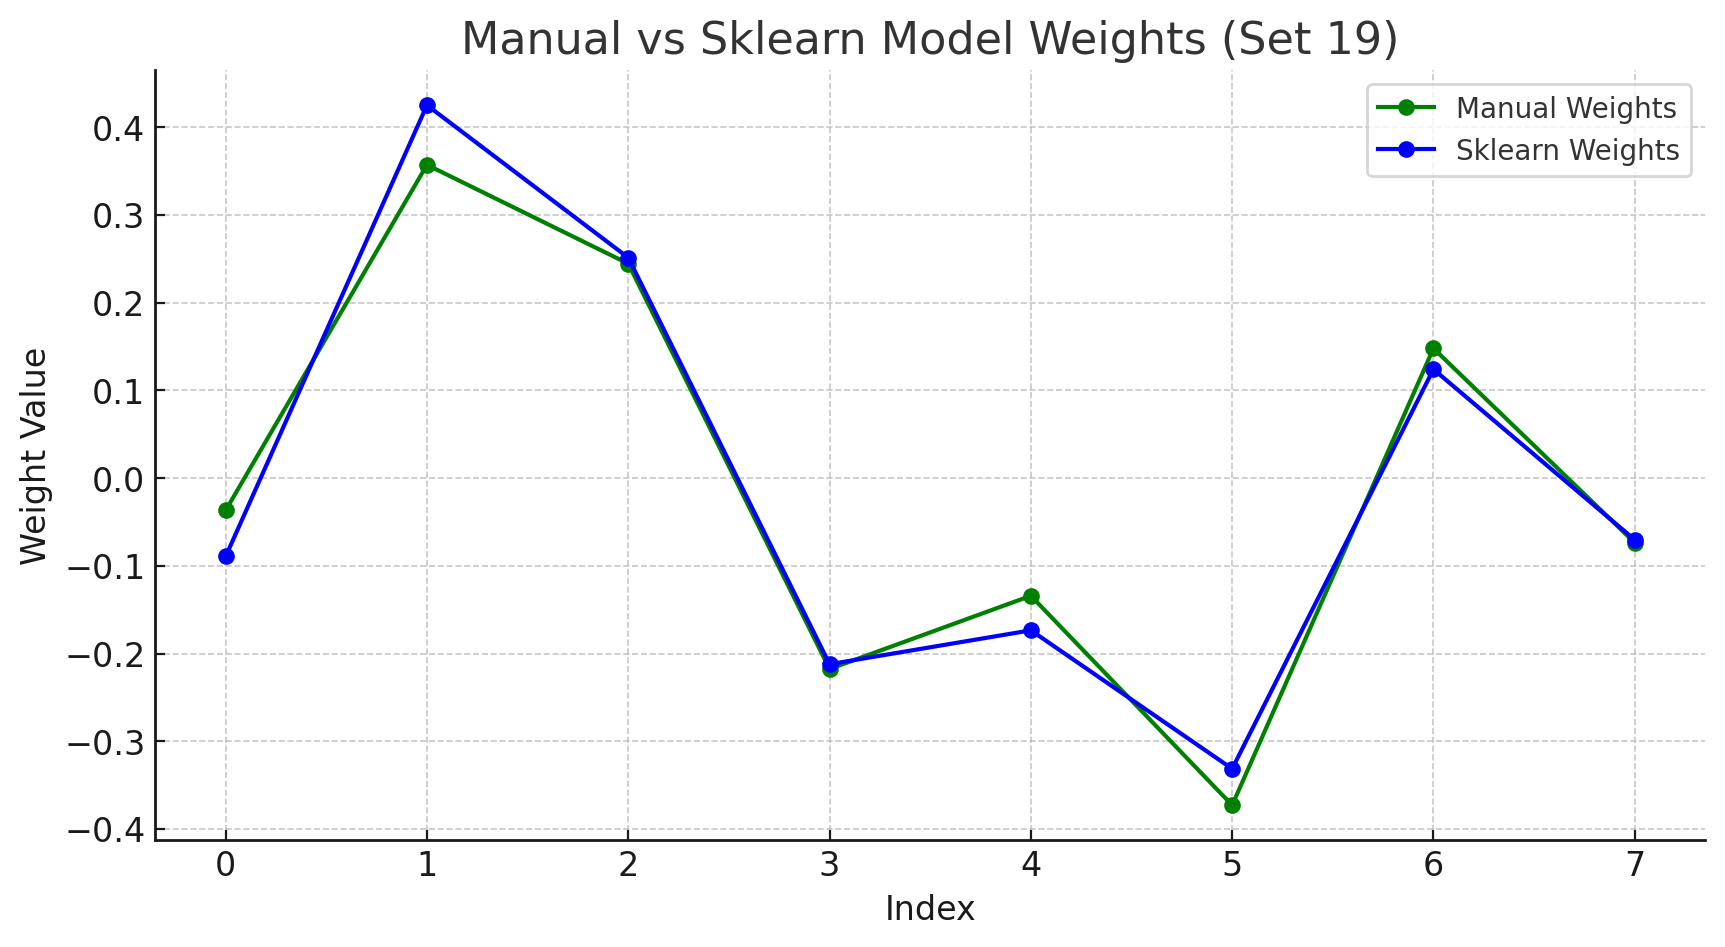 Manual vs Sklearn Model Weights (Set 19)
Manual Weights
Sklearn Weights
Weight Value
0.4
0.3
0.2
0.1
0.0
−0.1
−0.2
−0.3
−0.4
0 1 2 3 4 5 6 7
Index